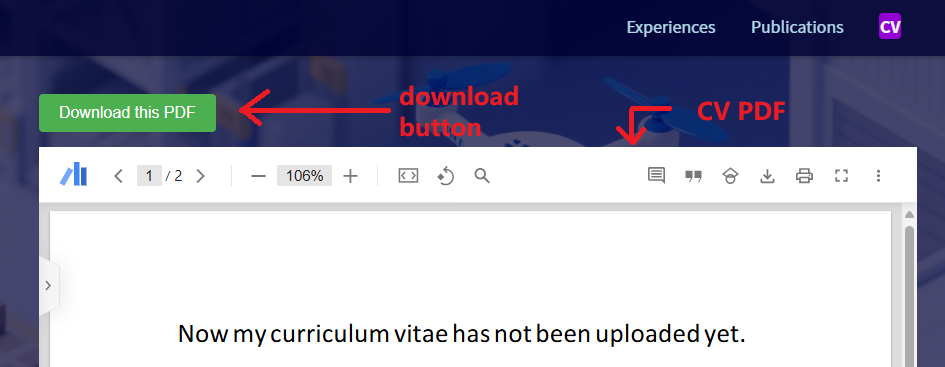 Experiences Publications CV
Download this PDF
download
button
CV PDF
1 / 2 106%
Now my curriculum vitae has not been uploaded yet.